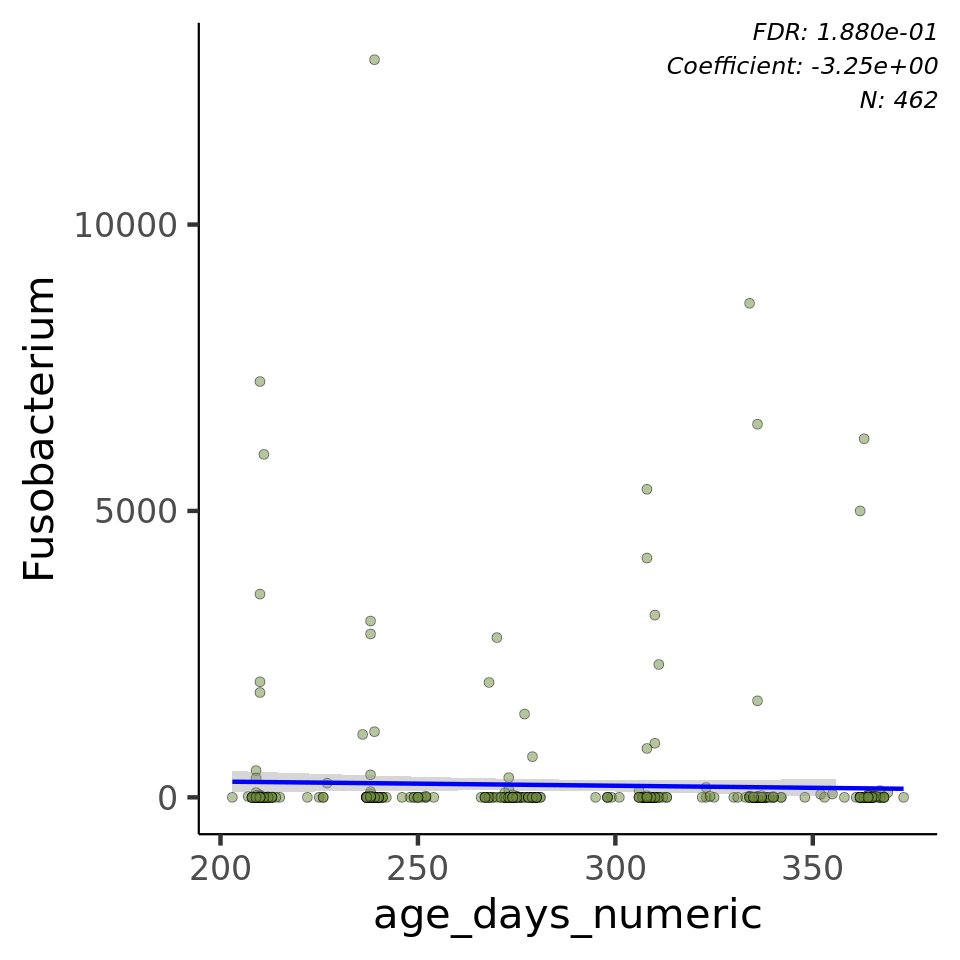 FDR: 1.880e-01
Coefficient: -3.25e+00
N: 462
10000
5000
0
Fusobacterium
200 250 300 350
age_days_numeric